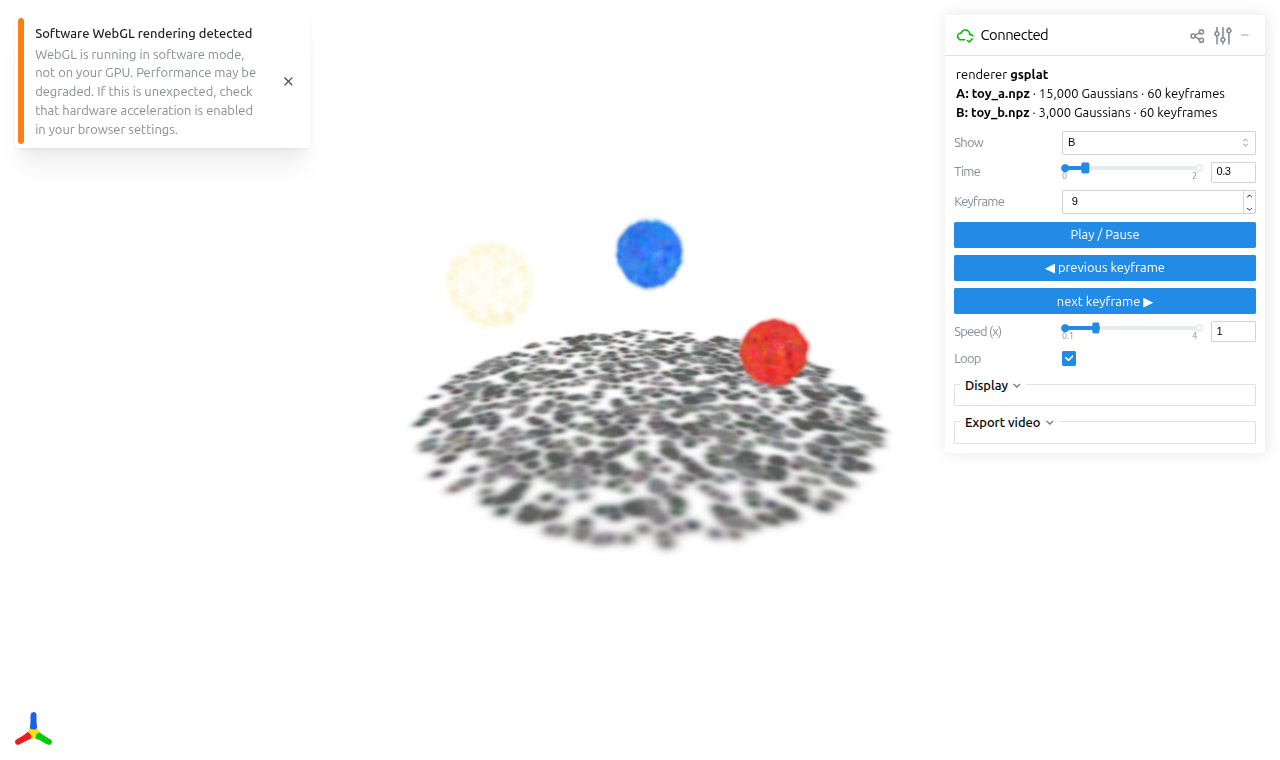 Software WebGL rendering detected
WebGL is running in software mode,
not on your GPU. Performance may be
degraded. If this is unexpected, check
that hardware acceleration is enabled
in your browser settings.
Connected
renderer gsplat
A: toy_a.npz · 15,000 Gaussians · 60 keyframes
B: toy_b.npz · 3,000 Gaussians · 60 keyframes
Show B
Time 0 2 0.3
Keyframe 9
Play / Pause
◀ previous keyframe
next keyframe ▶
Speed (x) 0.1 4 1
Loop
Display
Export video